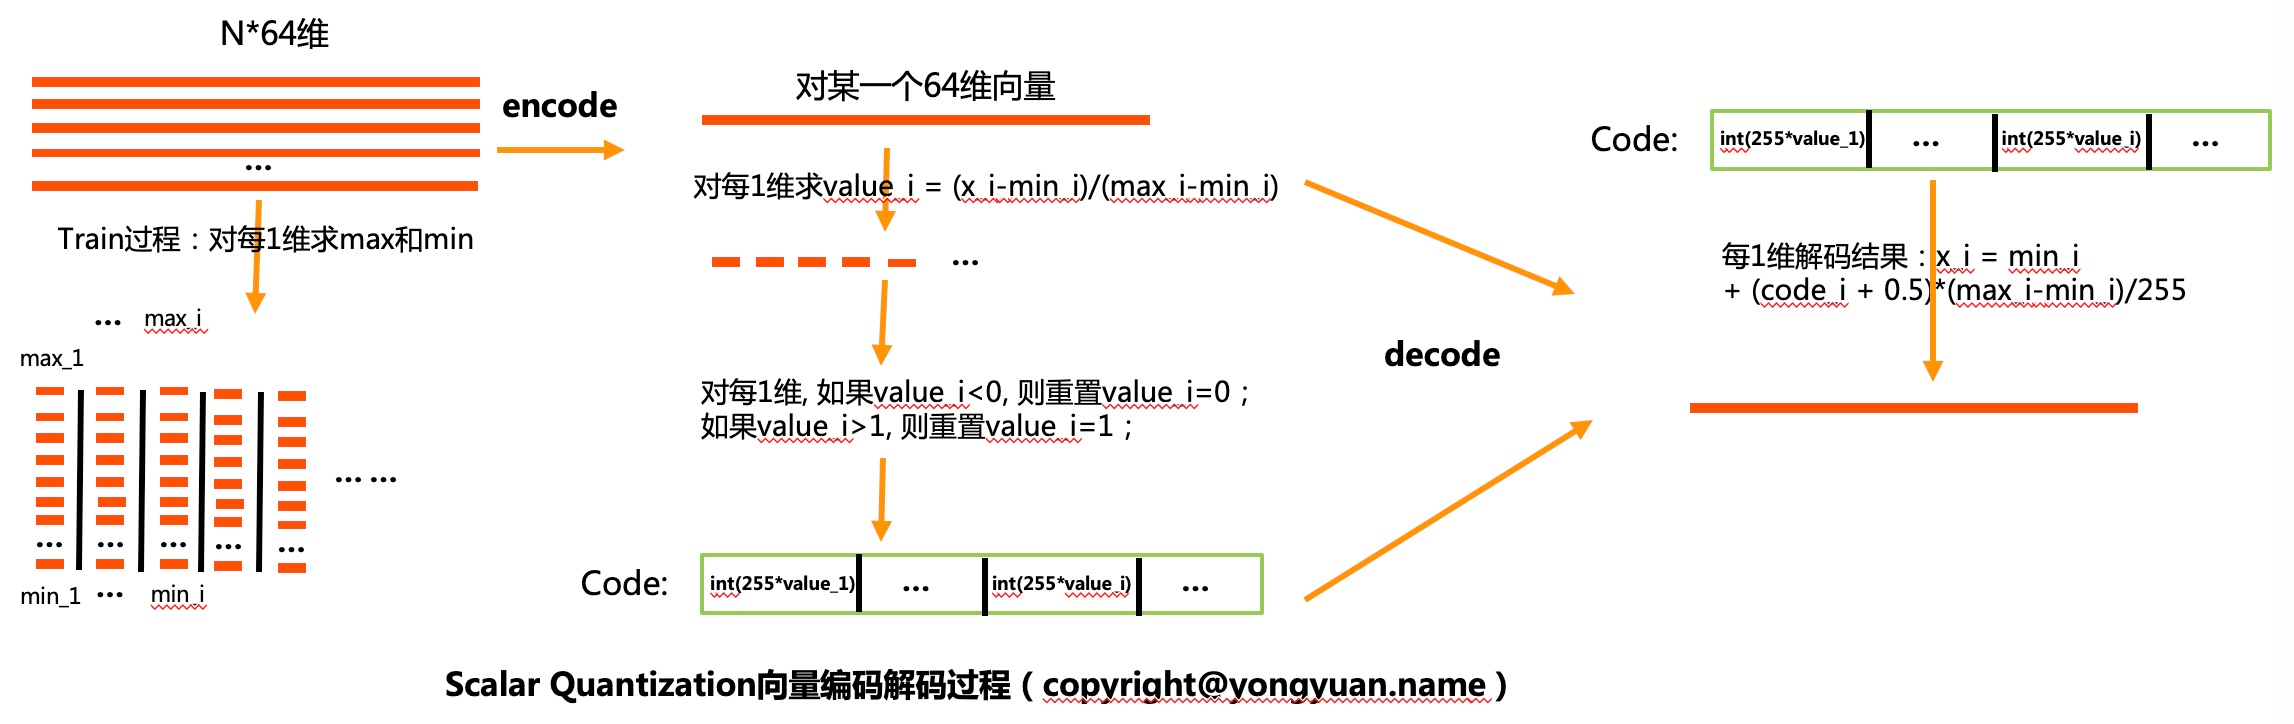 N*64维
...
Train过程：对每1维求max和min
... max_i
max_1
... ... ... ... ...
... ...
min_1 ... min_i
encode
对某一个64维向量
对每1维求value_i = (x_i-min_i)/(max_i-min_i)
...
对每1维, 如果value_i<0, 则重置value_i=0；
如果value_i>1, 则重置value_i=1；
Code: int(255*value_1) ... int(255*value_i) ...
decode
Code: int(255*value_1) ... int(255*value_i) ...
每1维解码结果：x_i = min_i
+ (code_i + 0.5)*(max_i-min_i)/255
Scalar Quantization向量编码解码过程（copyright@yongyuan.name）